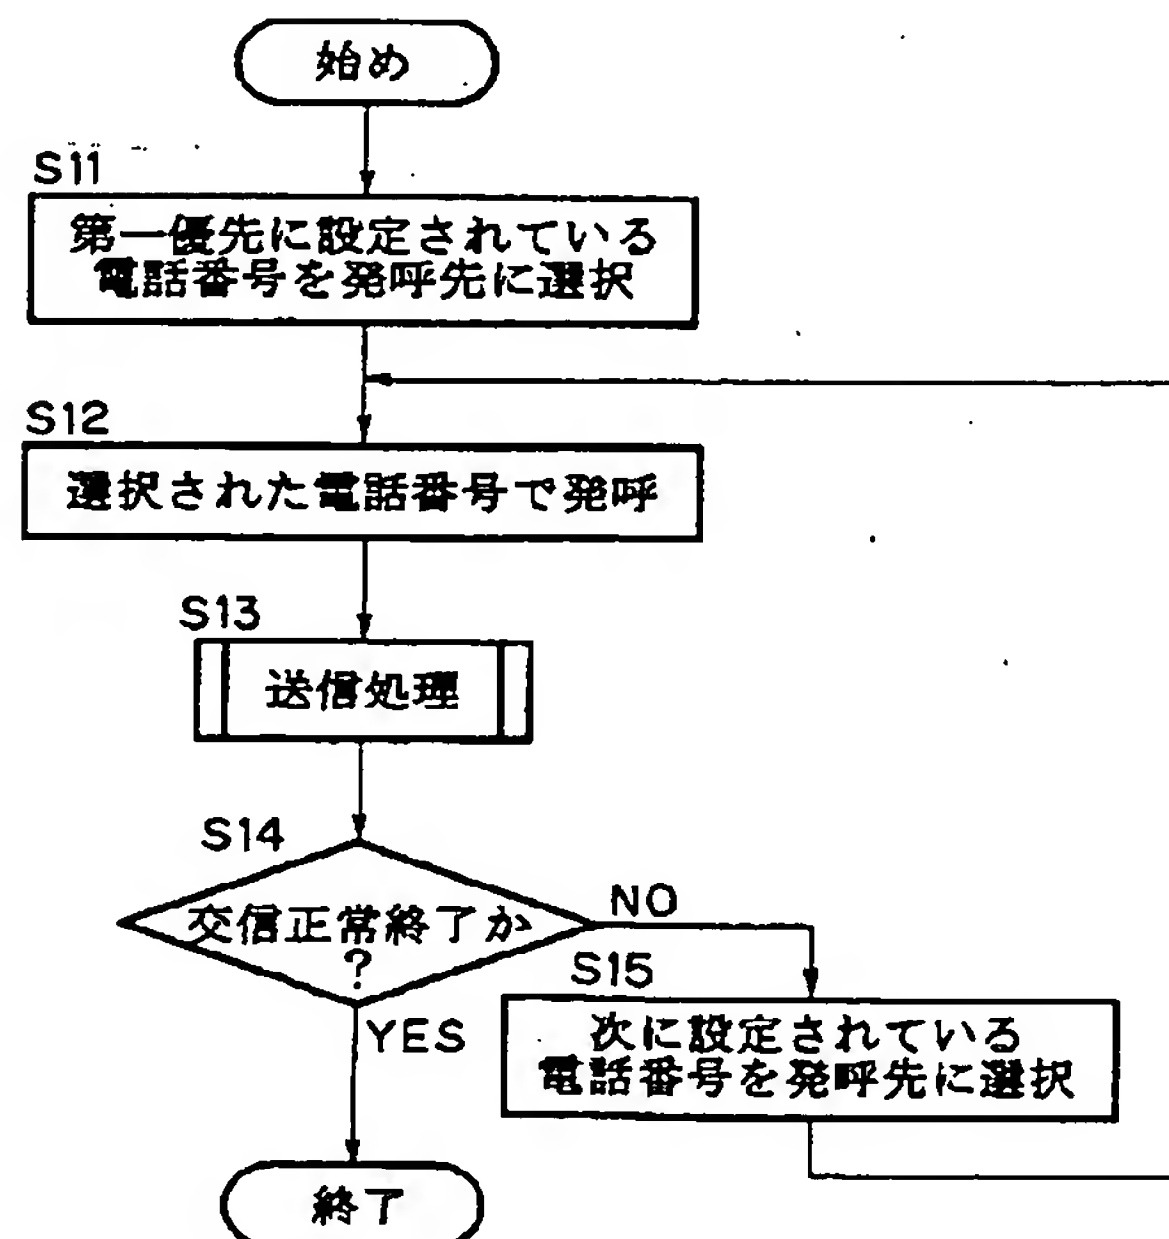 始め
S11
第一優先に設定されている
電話番号を発呼先に選択
S12
選択された電話番号で発呼
S13
送信処理
S14
交信正常終了か
?
NO
YES
S15
次に設定されている
電話番号を発呼先に選択
終了